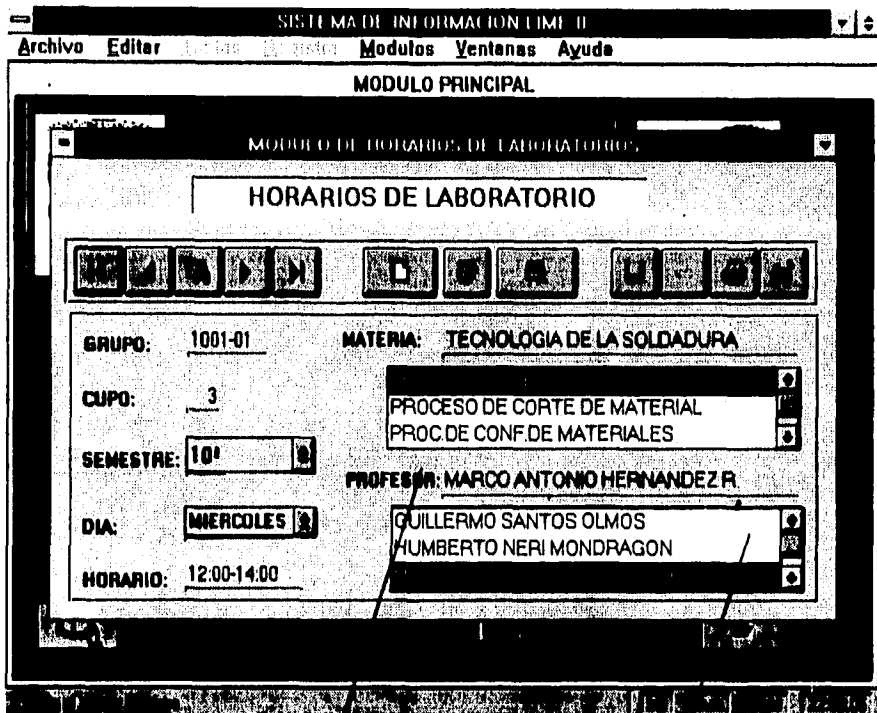 SISTEMA DE INFORMACION LIME II
Archivo Editar Modulos Ventanas Ayuda
MODULO PRINCIPAL
MODULO DE HORARIOS DE LABORATORIOS
HORARIOS DE LABORATORIO
GRUPO: 1001-01 MATERIA: TECNOLOGIA DE LA SOLDADURA
CUPO: 3
PROCESO DE CORTE DE MATERIAL
PROC.DE CONF.DE MATERIALES
SEMESTRE: 10ª
PROFESOR: MARCO ANTONIO HERNANDEZ R
DIA: MIERCOLES
GUILLERMO SANTOS OLMOS
HUMBERTO NERI MONDRAGON
HORARIO: 12:00-14:00